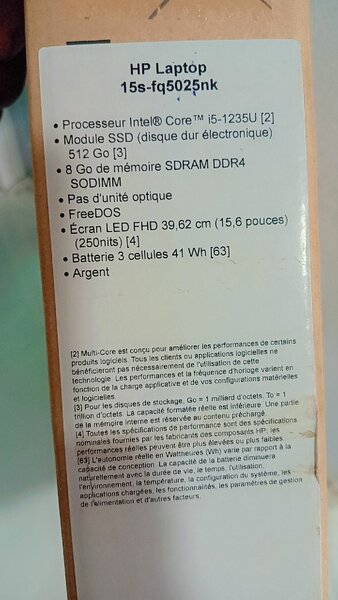 HP Laptop
15s-fq5025nk
• Processeur Intel® Core™ i5-1235U [2]
• Module SSD (disque dur électronique)
512 Go [3]
• 8 Go de mémoire SDRAM DDR4
SODIMM
• Pas d'unité optique
• FreeDOS
• Écran LED FHD 39,62 cm (15,6 pouces)
(250nits) [4]
• Batterie 3 cellules 41 Wh [63]
• Argent
[2] Multi-Core est conçu pour améliorer les performances de certains
produits logiciels. Tous les clients ou applications logicielles ne
bénéficieront pas nécessairement de l'utilisation de cette
technologie. Les performances et la fréquence d'horloge varient en
fonction de la charge applicative et de vos configurations matérielles
et logicielles
[3] Pour les disques de stockage, Go = 1 milliard d'octets. To = 1
trillion d'octets. La capacité formatée réelle est inférieure. Une partie
de la mémoire interne est réservée au contenu préchargé.
[4] Toutes les spécifications de performance sont des spécifications
nominales fournies par les fabricants des composants HP; les
performances réelles peuvent être plus élevées ou plus faibles.
[63] L'autonomie réelle en Wattheures (Wh) varie par rapport à la
capacité de conception. La capacité de la batterie diminuera
naturellement avec la durée de vie, le temps, l'utilisation,
l'environnement, la température, la configuration du système, les
applications chargées, les fonctionnalités, les paramètres de gestion
de l'alimentation et d'autres facteurs.